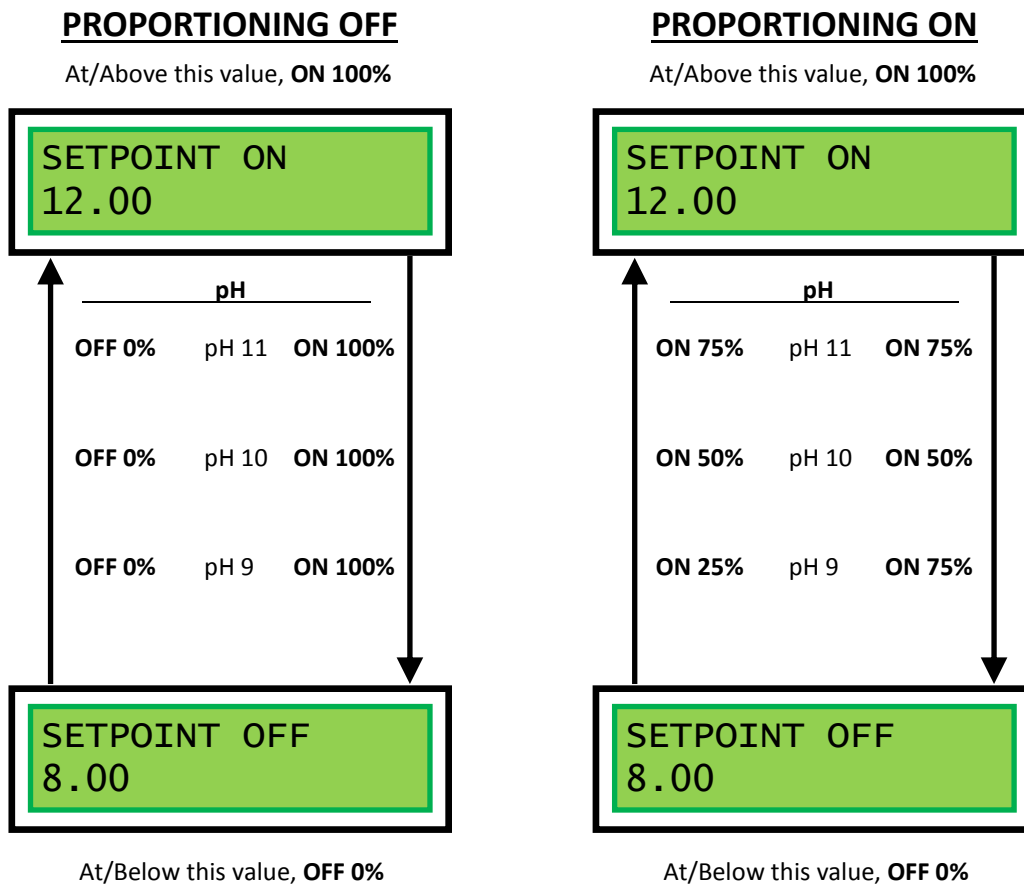 PROPORTIONING OFF
At/Above this value, ON 100%
SETPOINT ON
12.00
pH
OFF 0% pH 11 ON 100%
OFF 0% pH 10 ON 100%
OFF 0% pH 9 ON 100%
SETPOINT OFF
8.00
At/Below this value, OFF 0%
PROPORTIONING ON
At/Above this value, ON 100%
SETPOINT ON
12.00
pH
ON 75% pH 11 ON 75%
ON 50% pH 10 ON 50%
ON 25% pH 9 ON 75%
SETPOINT OFF
8.00
At/Below this value, OFF 0%